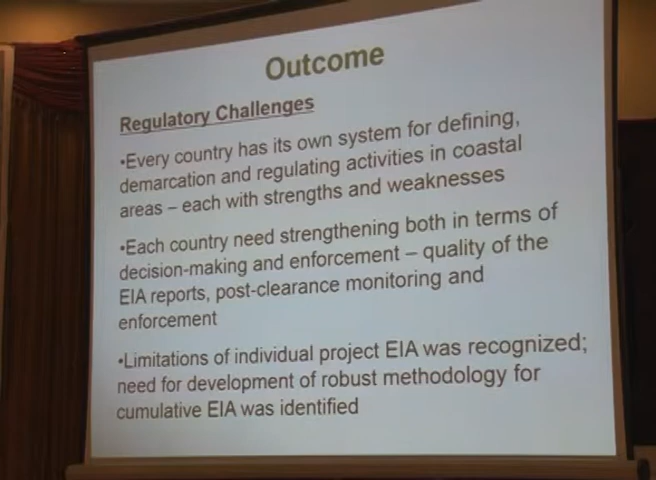 Outcome
Regulatory Challenges
•Every country has its own system for defining,
demarcation and regulating activities in coastal
areas – each with strengths and weaknesses
•Each country need strengthening both in terms of
decision-making and enforcement – quality of the
EIA reports, post-clearance monitoring and
enforcement
•Limitations of individual project EIA was recognized;
need for development of robust methodology for
cumulative EIA was identified